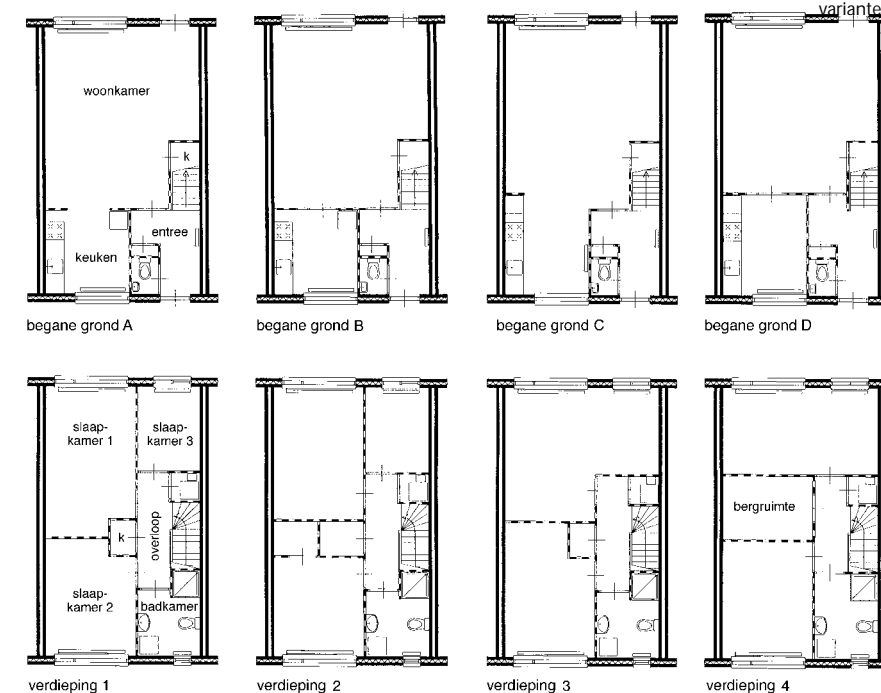 variante
woonkamer
k
entree
keuken
begane grond A
begane grond B
begane grond C
begane grond D
slaap-
kamer 1
slaap-
kamer 3
overloop
k
slaap-
kamer 2
badkamer
bergruimte
verdieping 1
verdieping 2
verdieping 3
verdieping 4